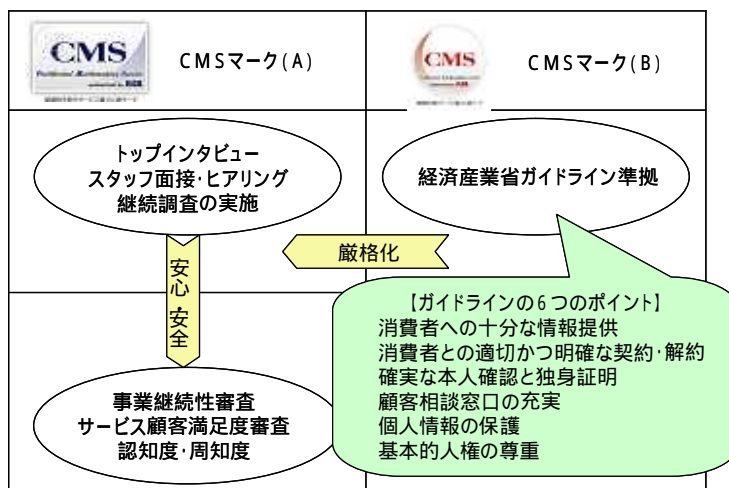 CMS
CMSマーク(A)
CMS
CMSマーク(B)
トップインタビュー
スタッフ面接・ヒアリング
継続調査の実施
経済産業省ガイドライン準拠
厳格化
安心・安全
【ガイドラインの6つのポイント】
消費者への十分な情報提供
消費者との適切かつ明確な契約・解約
確実な本人確認と独身証明
顧客相談窓口の充実
個人情報の保護
基本的人権の尊重
事業継続性審査
サービス顧客満足度審査
認知度・周知度